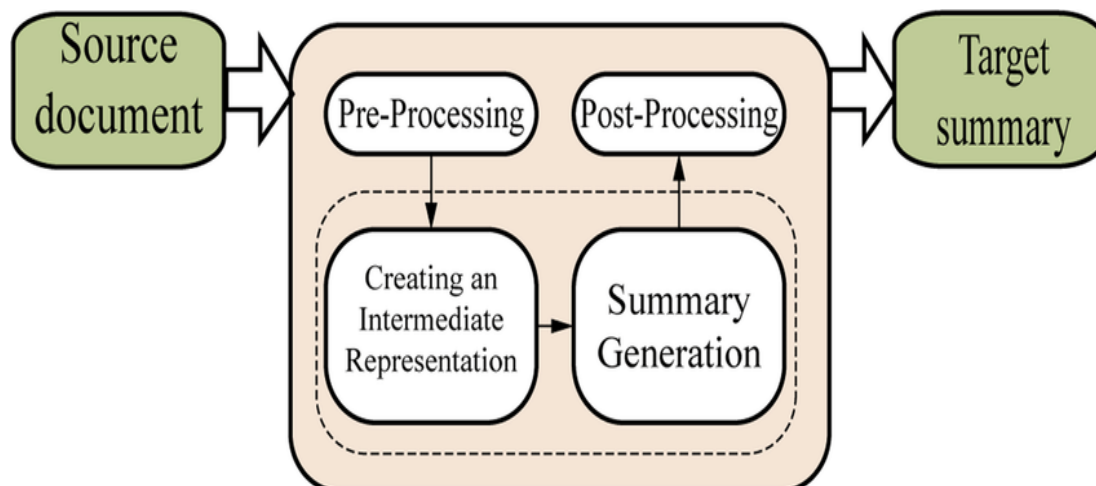 Source
document
Pre-Processing
Creating an
Intermediate
Representation
Summary
Generation
Post-Processing
Target
summary